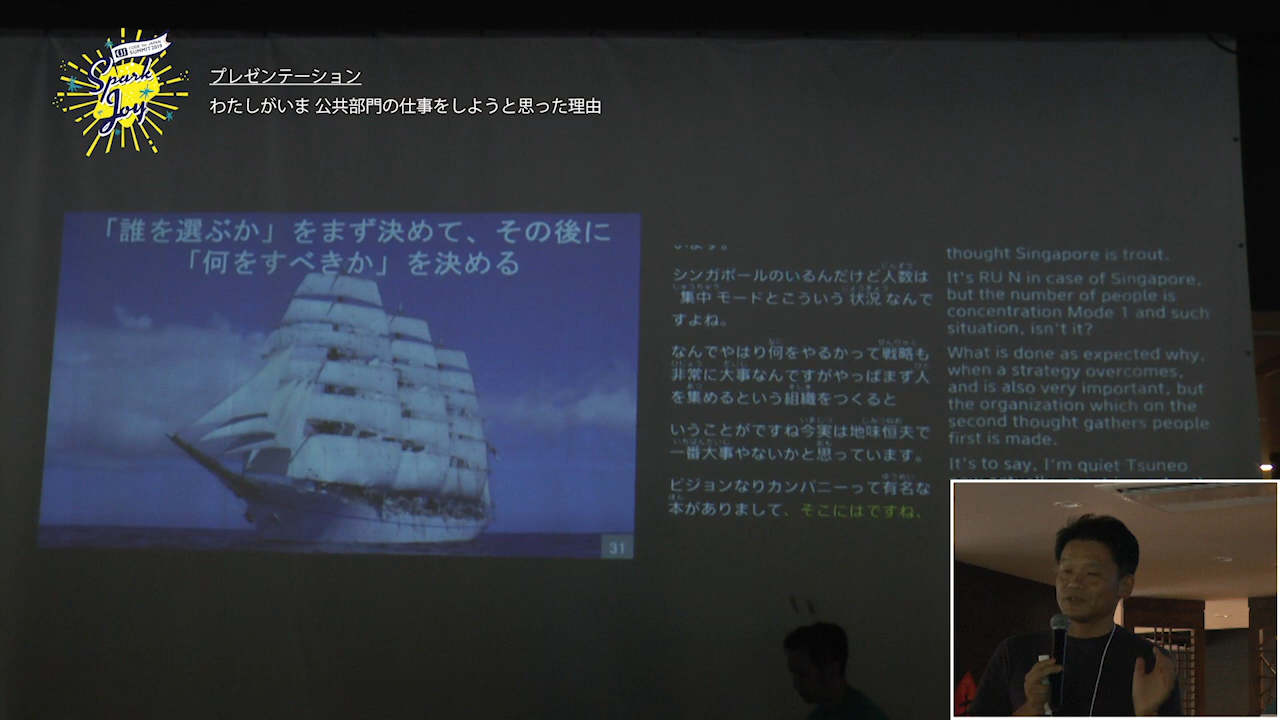 CODE for JAPAN
SUMMIT 2019
Spark
Joy
プレゼンテーション
わたしがいま 公共部門の仕事をしようと思った理由
「誰を選ぶか」をまず決めて、その後に
「何をすべきか」を決める
31
シンガポールのいるんだけど人数は
集中 モードとこういう 状況 なんで
すよね。
なんでやはり何をやるかって戦略も
非常に大事なんですがやっぱまず人
を集めるという組織をつくると
いうことがですね今実は地味恒夫で
一番大事やないかと思っています。
ビジョンなりカンパニーって有名な
本がありまして、そこにはですね、
thought Singapore is trout.
It's RU N in case of Singapore,
but the number of people is
concentration Mode 1 and such
situation, isn't it?
What is done as expected why,
when a strategy overcomes,
and is also very important, but
the organization which on the
second thought gathers people
first is made.
It's to say, I'm quiet Tsuneo